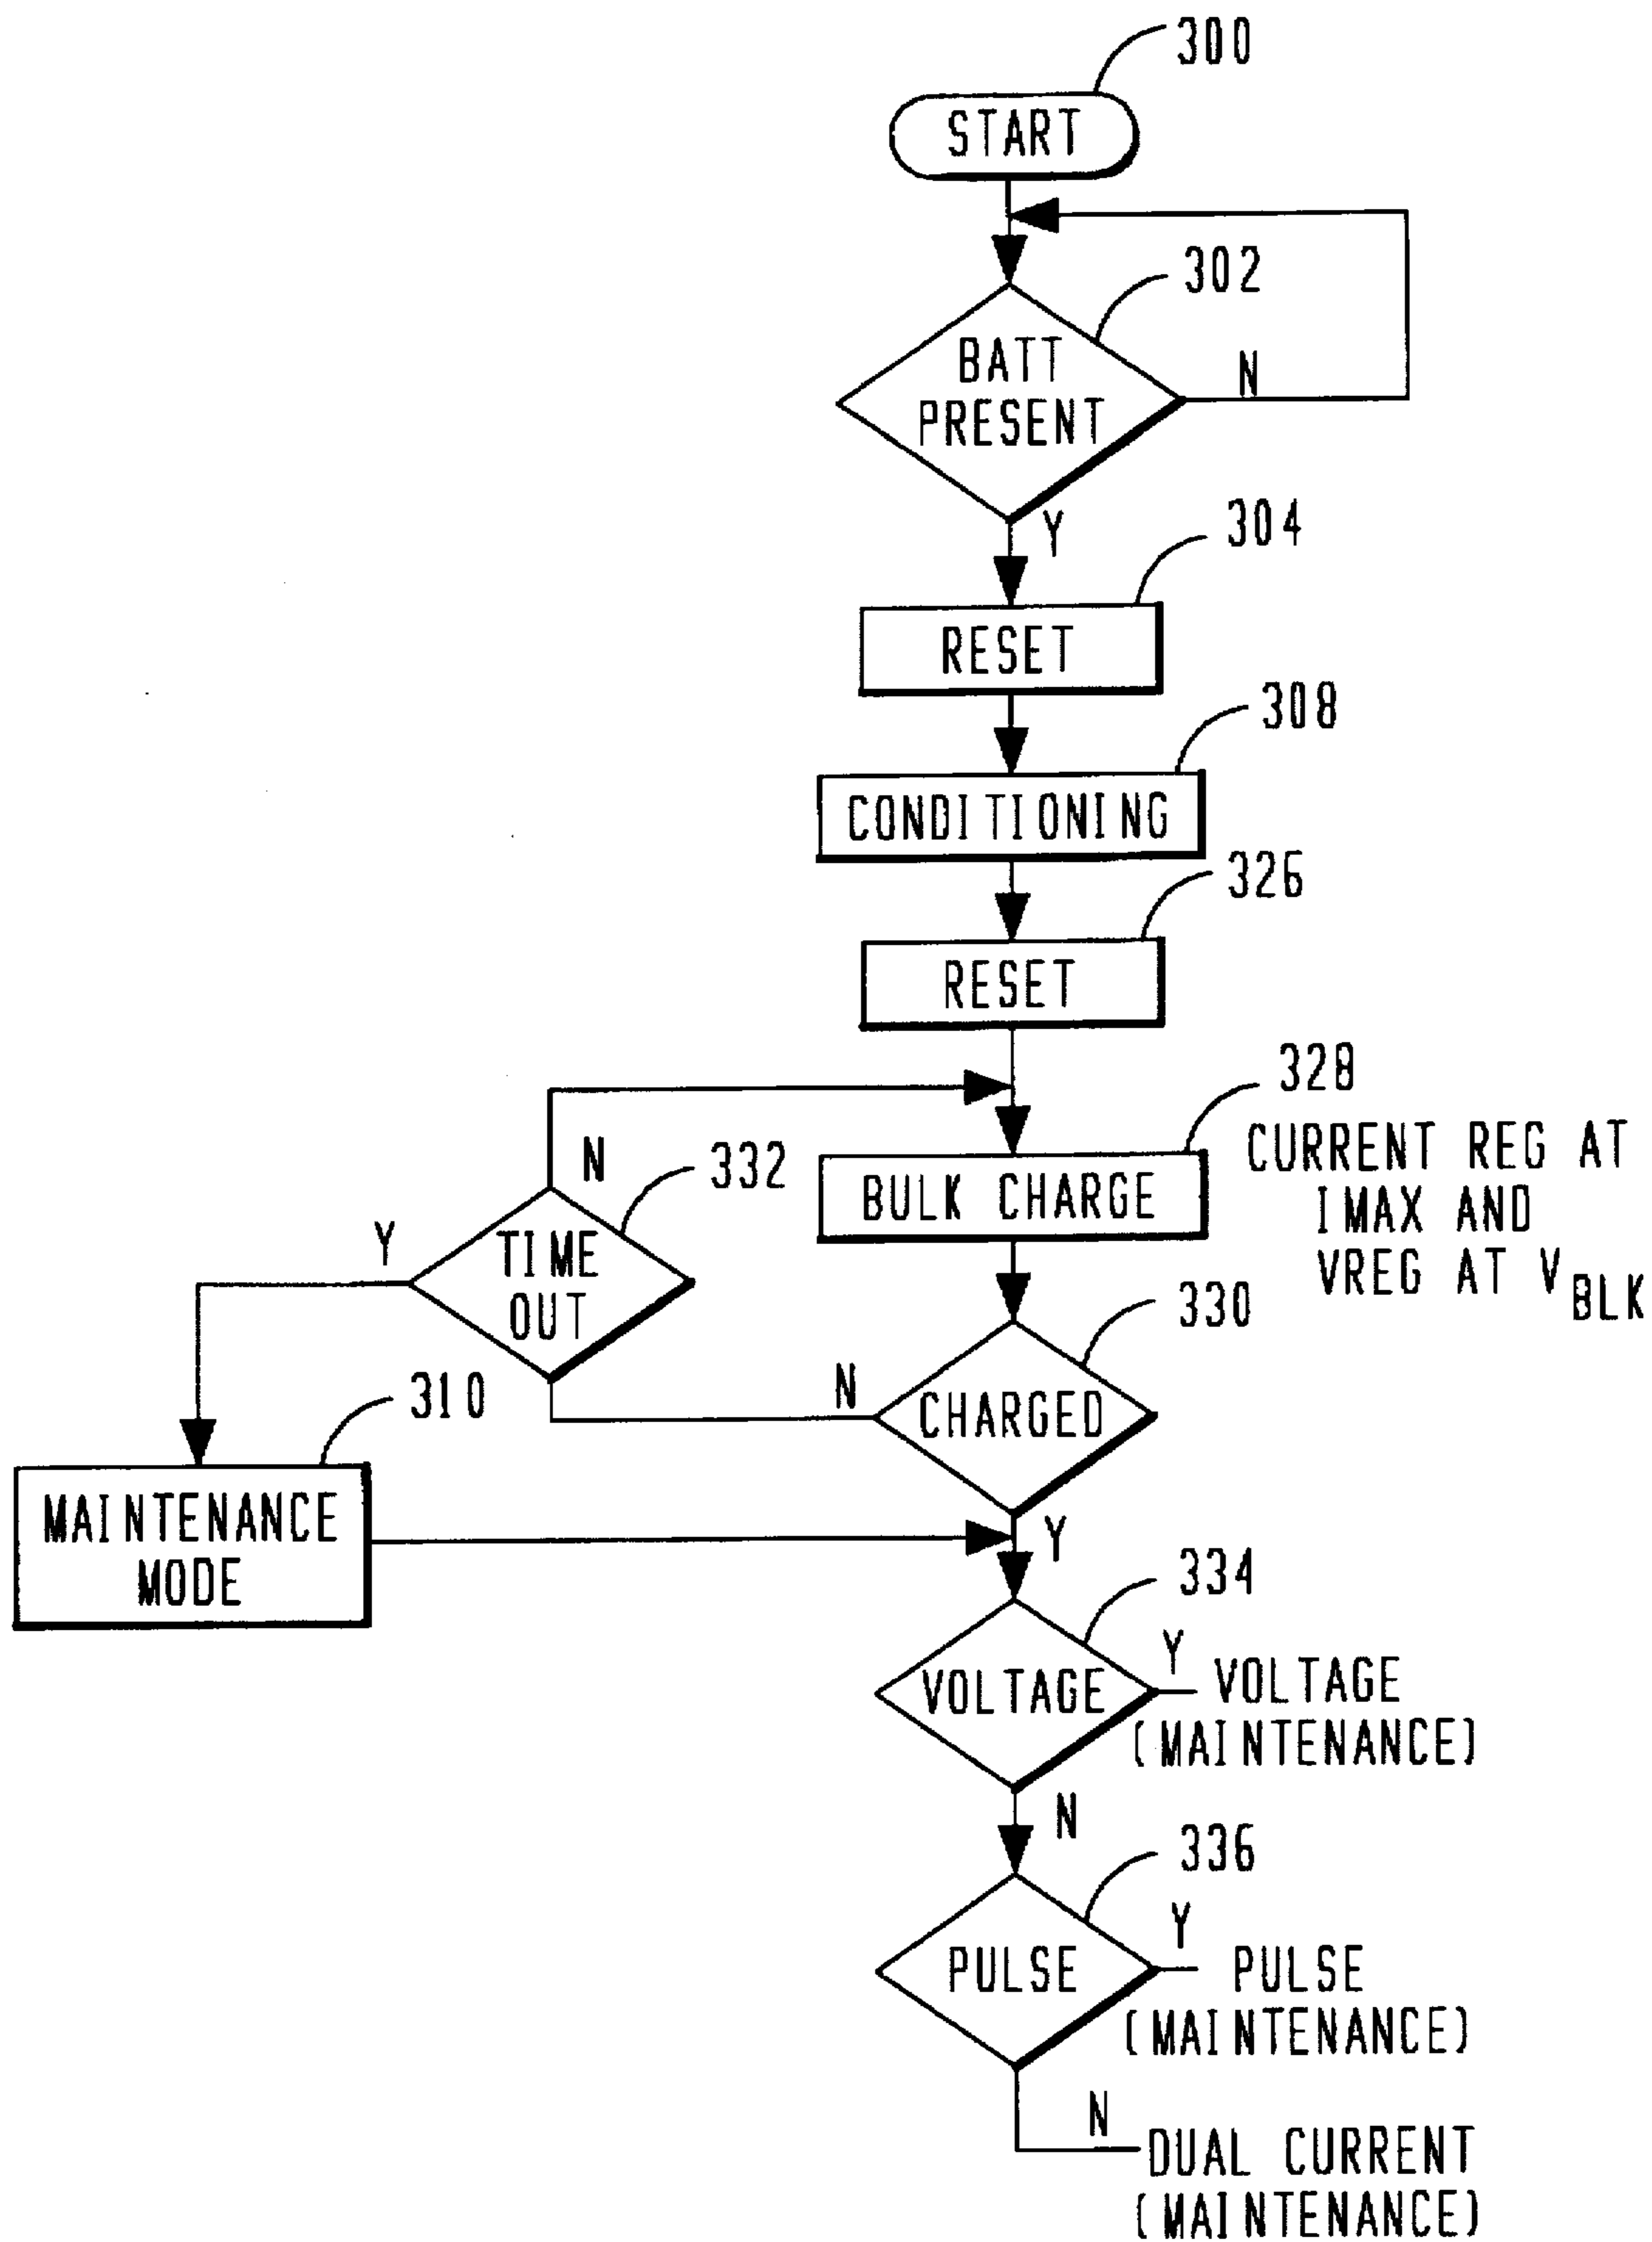 300
START
302
BATT
PRESENT
N
Y
304
RESET
308
CONDITIONING
326
RESET
328
BULK CHARGE
CURRENT REG AT
IMAX AND
VREG AT VBLK
N
332
Y
TIME
OUT
330
N
CHARGED
310
MAINTENANCE
MODE
Y
334
VOLTAGE
Y
VOLTAGE
(MAINTENANCE)
N
336
PULSE
Y
PULSE
(MAINTENANCE)
N
DUAL CURRENT
(MAINTENANCE)